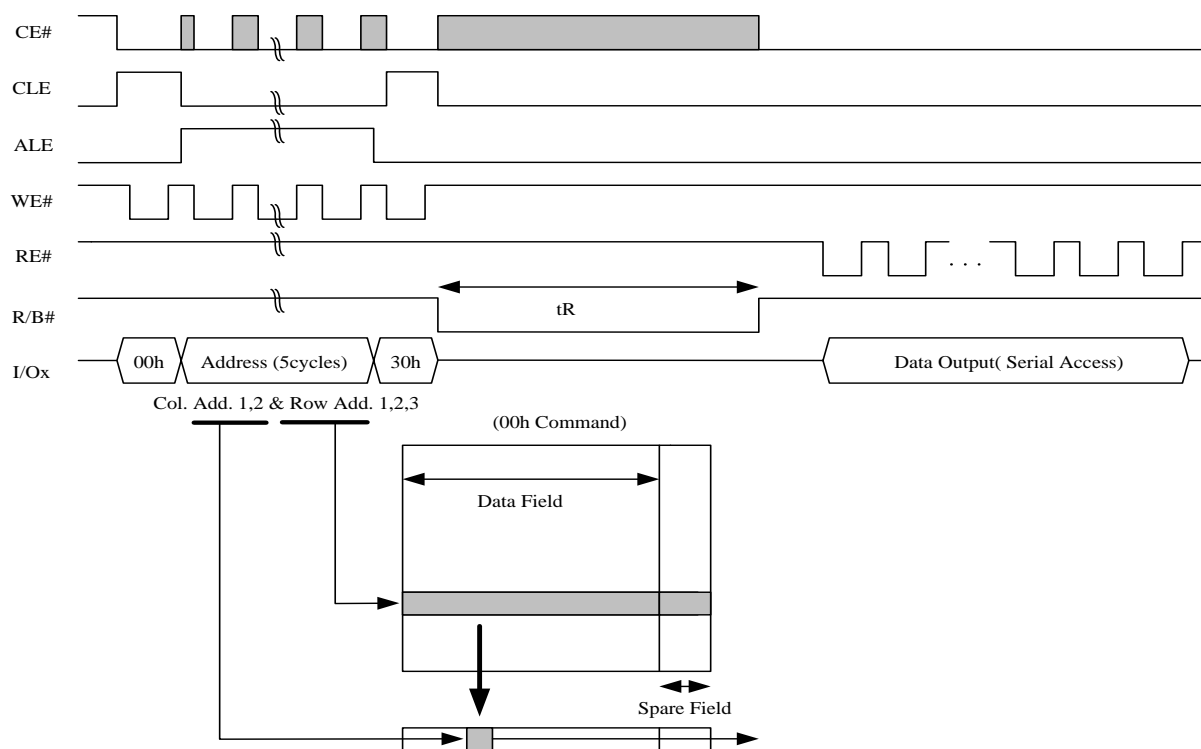 CE#
CLE
ALE
WE#
RE#
. . .
R/B#
tR
I/Ox
00h
Address (5cycles)
30h
Data Output( Serial Access)
Col. Add. 1,2 & Row Add. 1,2,3
(00h Command)
Data Field
Spare Field